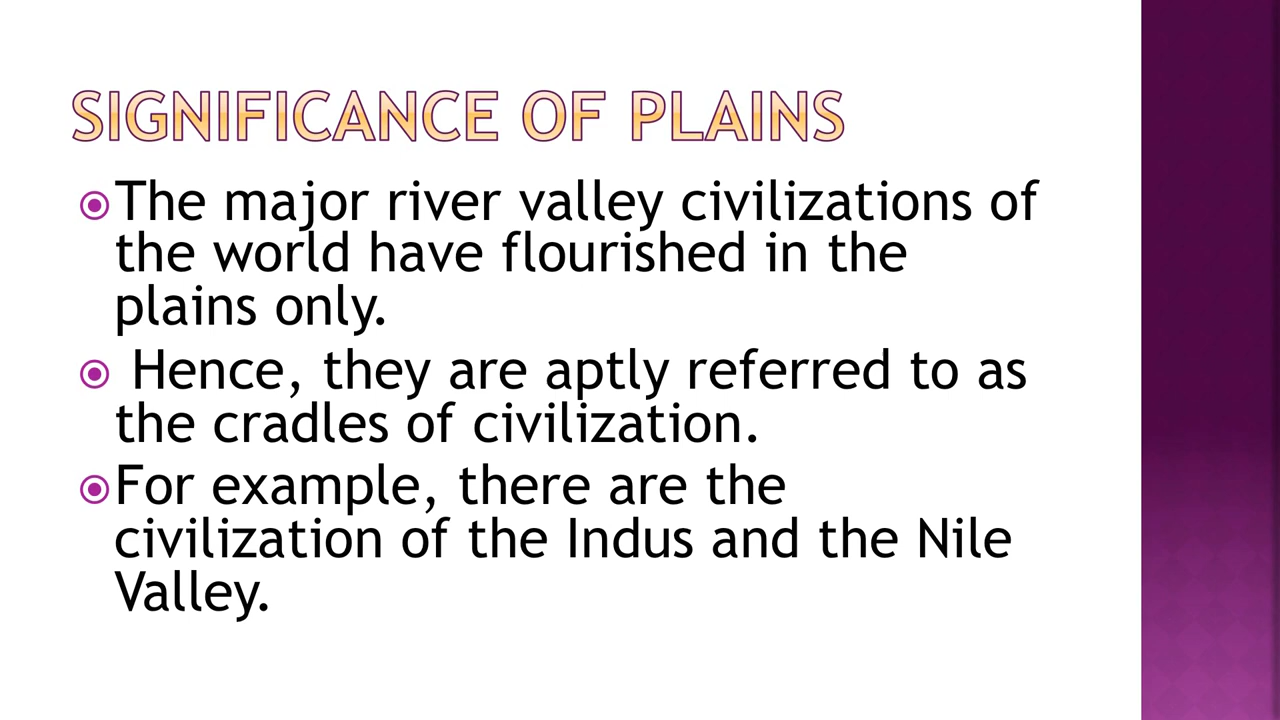 SIGNIFICANCE OF PLAINS
The major river valley civilizations of
the world have flourished in the
plains only.
Hence, they are aptly referred to as
the cradles of civilization.
For example, there are the
civilization of the Indus and the Nile
Valley.